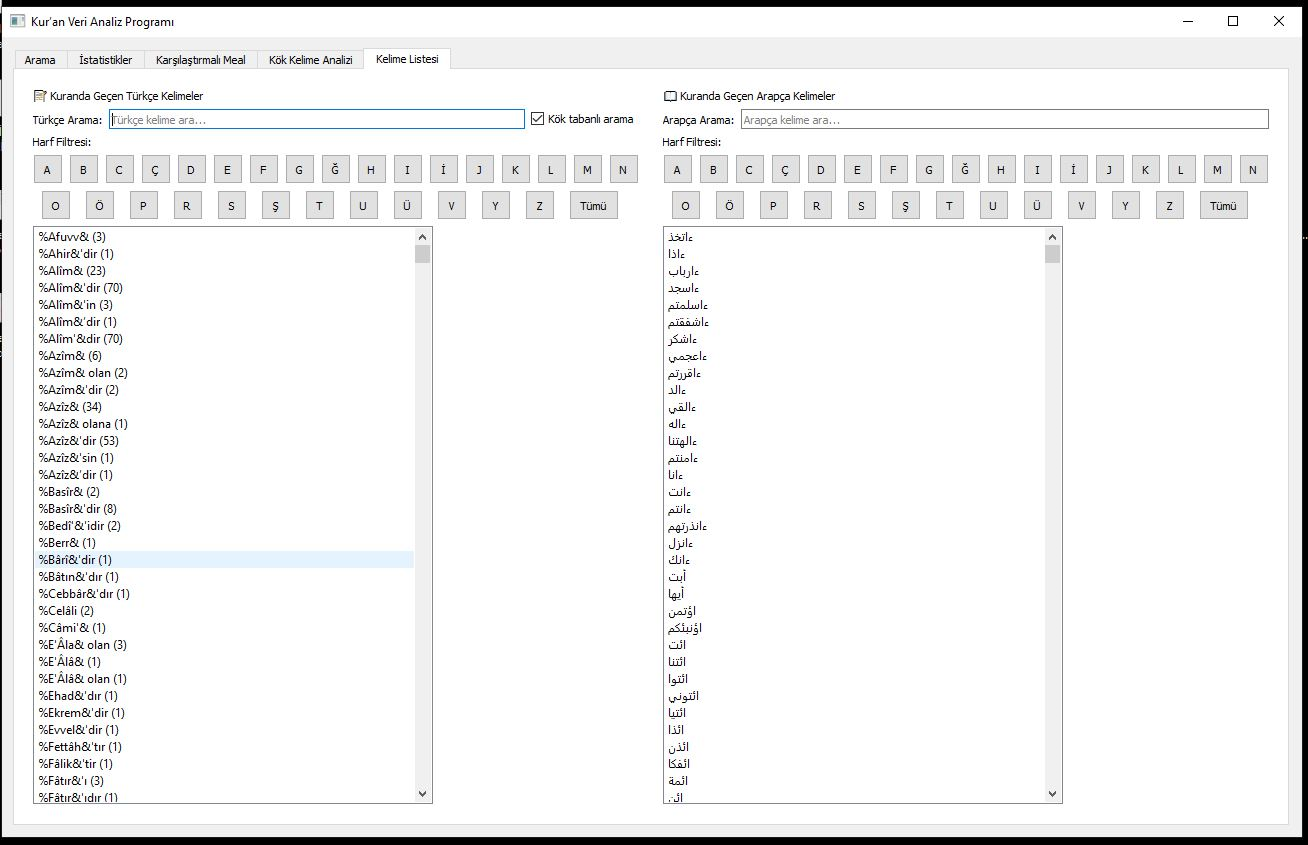 Kur'an Veri Analiz Programı
Arama İstatistikler Karşılaştırmalı Meal Kök Kelime Analizi Kelime Listesi
Kuranda Geçen Türkçe Kelimeler
Türkçe Arama: Türkçe kelime ara... Kök tabanlı arama
Harf Filtresi:
A B C Ç D E F G Ğ H I İ J K L M N
O Ö P R S Ş T U Ü V Y Z Tümü
%Afuvv& (3)
%Ahir&'dir (1)
%Alîm& (23)
%Alîm&'dir (70)
%Alîm&'in (3)
%Alîm&'dir (1)
%Alîm'&dir (70)
%Azîm& (6)
%Azîm& olan (2)
%Azîm&'dir (2)
%Azîz& (34)
%Azîz& olana (1)
%Azîz&'dir (53)
%Azîz&'sin (1)
%Azîz&'dir (1)
%Basîr& (2)
%Basîr&'dir (8)
%Bedî'&'idir (2)
%Berr& (1)
%Bârî&'dir (1)
%Bâtın&'dır (1)
%Cebbâr&'dır (1)
%Celâli (2)
%Câmi'& (1)
%E'Âla& olan (3)
%E'Âlâ& (1)
%E'Âlâ& olan (1)
%Ehad&'dır (1)
%Ekrem&'dir (1)
%Evvel&'dir (1)
%Fettâh&'tır (1)
%Fâlik&'tir (1)
%Fâtır&'ı (3)
%Fâtır&'ıdır (1)
Kuranda Geçen Arapça Kelimeler
Arapça Arama: Arapça kelime ara...
Harf Filtresi:
A B C Ç D E F G Ğ H I İ J K L M N
O Ö P R S Ş T U Ü V Y Z Tümü
ءاتخذ
ءاذا
ءارباب
ءاسجد
ءاسلمتم
ءاشفقتم
ءاشكر
ءاعجمي
ءاقررتم
ءالد
ءالقي
ءاله
ءالهتنا
ءامنتم
ءانا
ءانت
ءانتم
ءانذرتهم
ءانزل
ءانك
أبت
أيها
اؤتمن
اؤنبئكم
ائت
ائتنا
ائتوا
ائتوني
ائتيا
ائذا
ائذن
ائفكا
ائمة
ائن